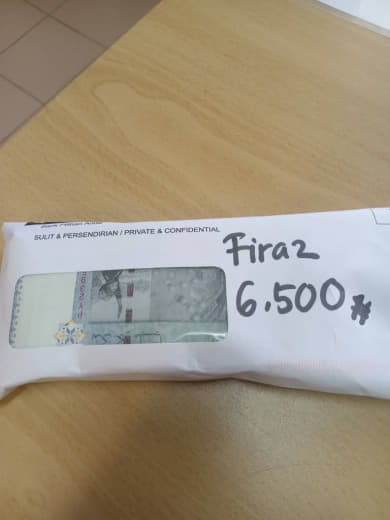 SULIT & PERSENDIRIAN / PRIVATE & CONFIDENTIAL
Firaz
6.500